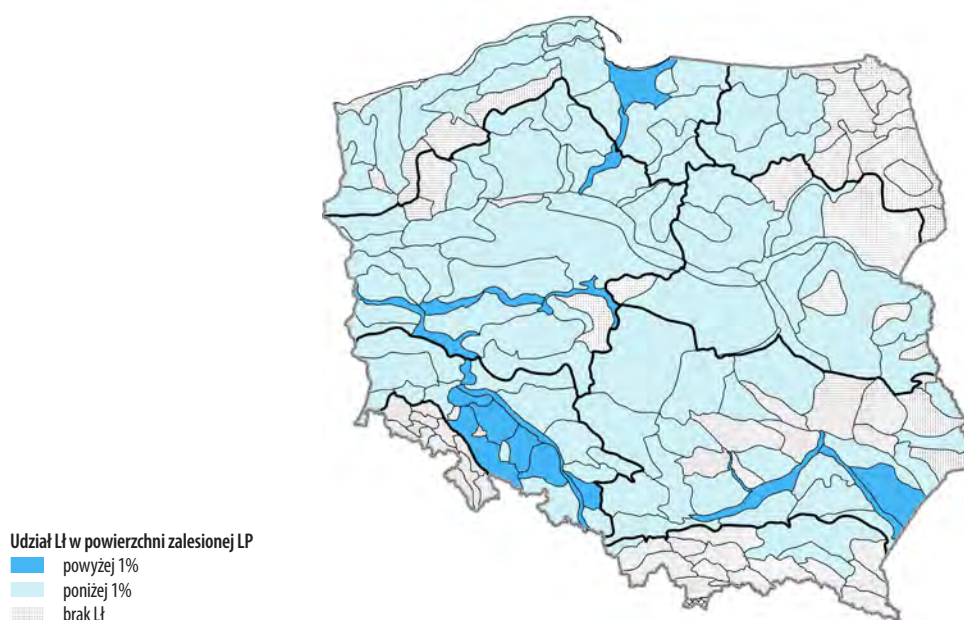 Udział Lł w powierzchni zalesionej LP
powyżej 1%
poniżej 1%
brak Lł